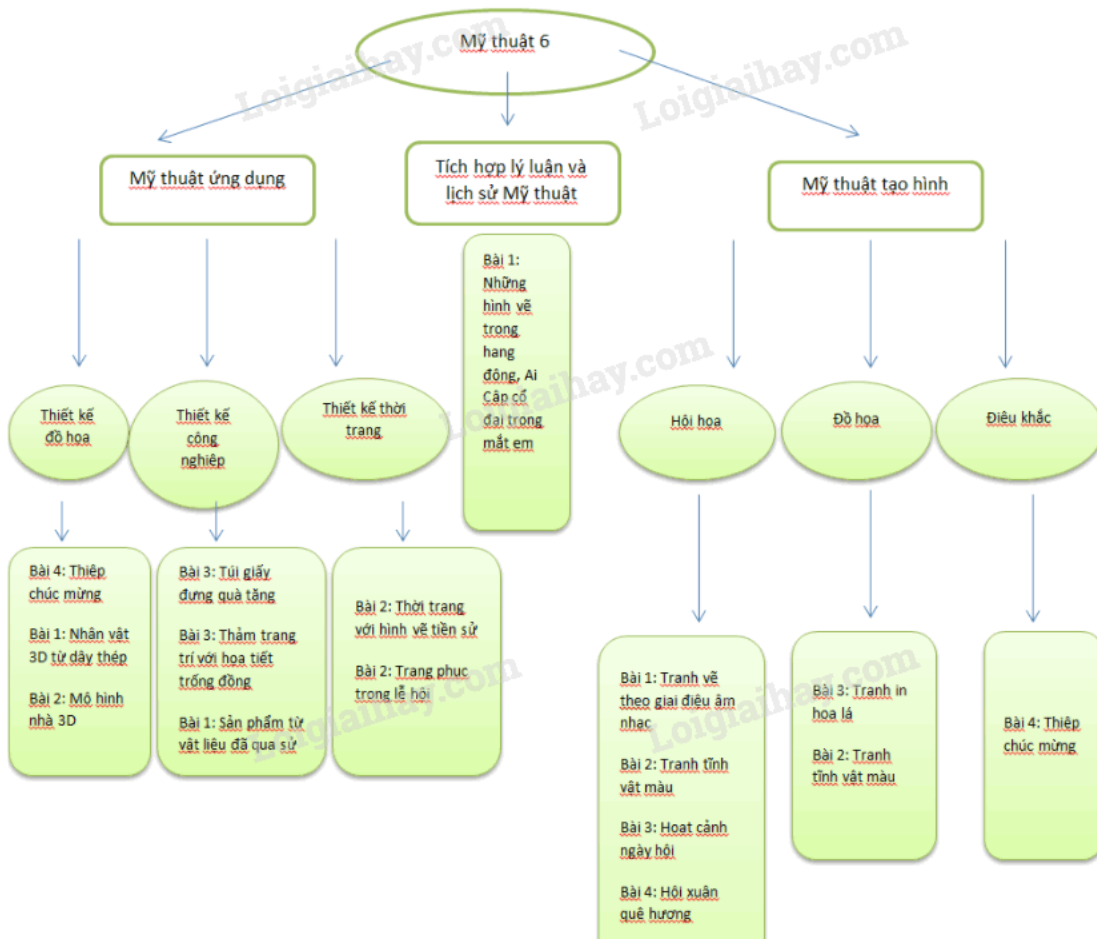 Mỹ thuật 6
Mỹ thuật ứng dụng
Tích hợp lý luận và
lịch sử Mỹ thuật
Mỹ thuật tạo hình
Bài 1:
Những
hình vẽ
trong
hang
động, Ai
Cập cổ
đại trong
mắt em
Thiết kế
đồ họa
Thiết kế
công
nghiệp
Thiết kế thời
trang
Hội họa
Đồ họa
Điêu khắc
Bài 4: Thiệp
chúc mừng
Bài 1: Nhân vật
3D từ dây thép
Bài 2: Mô hình
nhà 3D
Bài 3: Túi giấy
đựng quà tặng
Bài 3: Thảm trang
trí với họa tiết
trống đồng
Bài 1: Sản phẩm từ
vật liệu đã qua sử
Bài 2: Thời trang
với hình vẽ tiền sử
Bài 2: Trang phục
trong lễ hội
Bài 1: Tranh vẽ
theo giai điệu âm
nhạc
Bài 2: Tranh tĩnh
vật màu
Bài 3: Hoạt cảnh
ngày hội
Bài 4: Hội xuân
quê hương
Bài 3: Tranh in
hoa lá
Bài 2: Tranh
tĩnh vật màu
Bài 4: Thiệp
chúc mừng
Loigiaihay.com
Loigiaihay.com
Loigiaihay.com
Loigiaihay.com
Loigiaihay.com